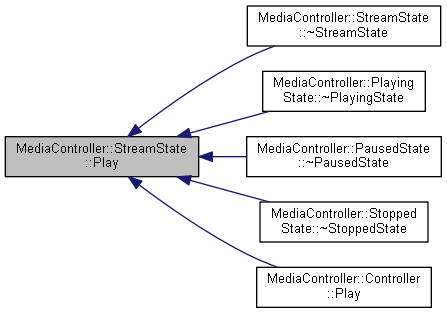 MediaController::StreamState
::~StreamState
MediaController::Playing
State::~PlayingState
MediaController::StreamState
::Play
MediaController::PausedState
::~PausedState
MediaController::Stopped
State::~StoppedState
MediaController::Controller
::Play